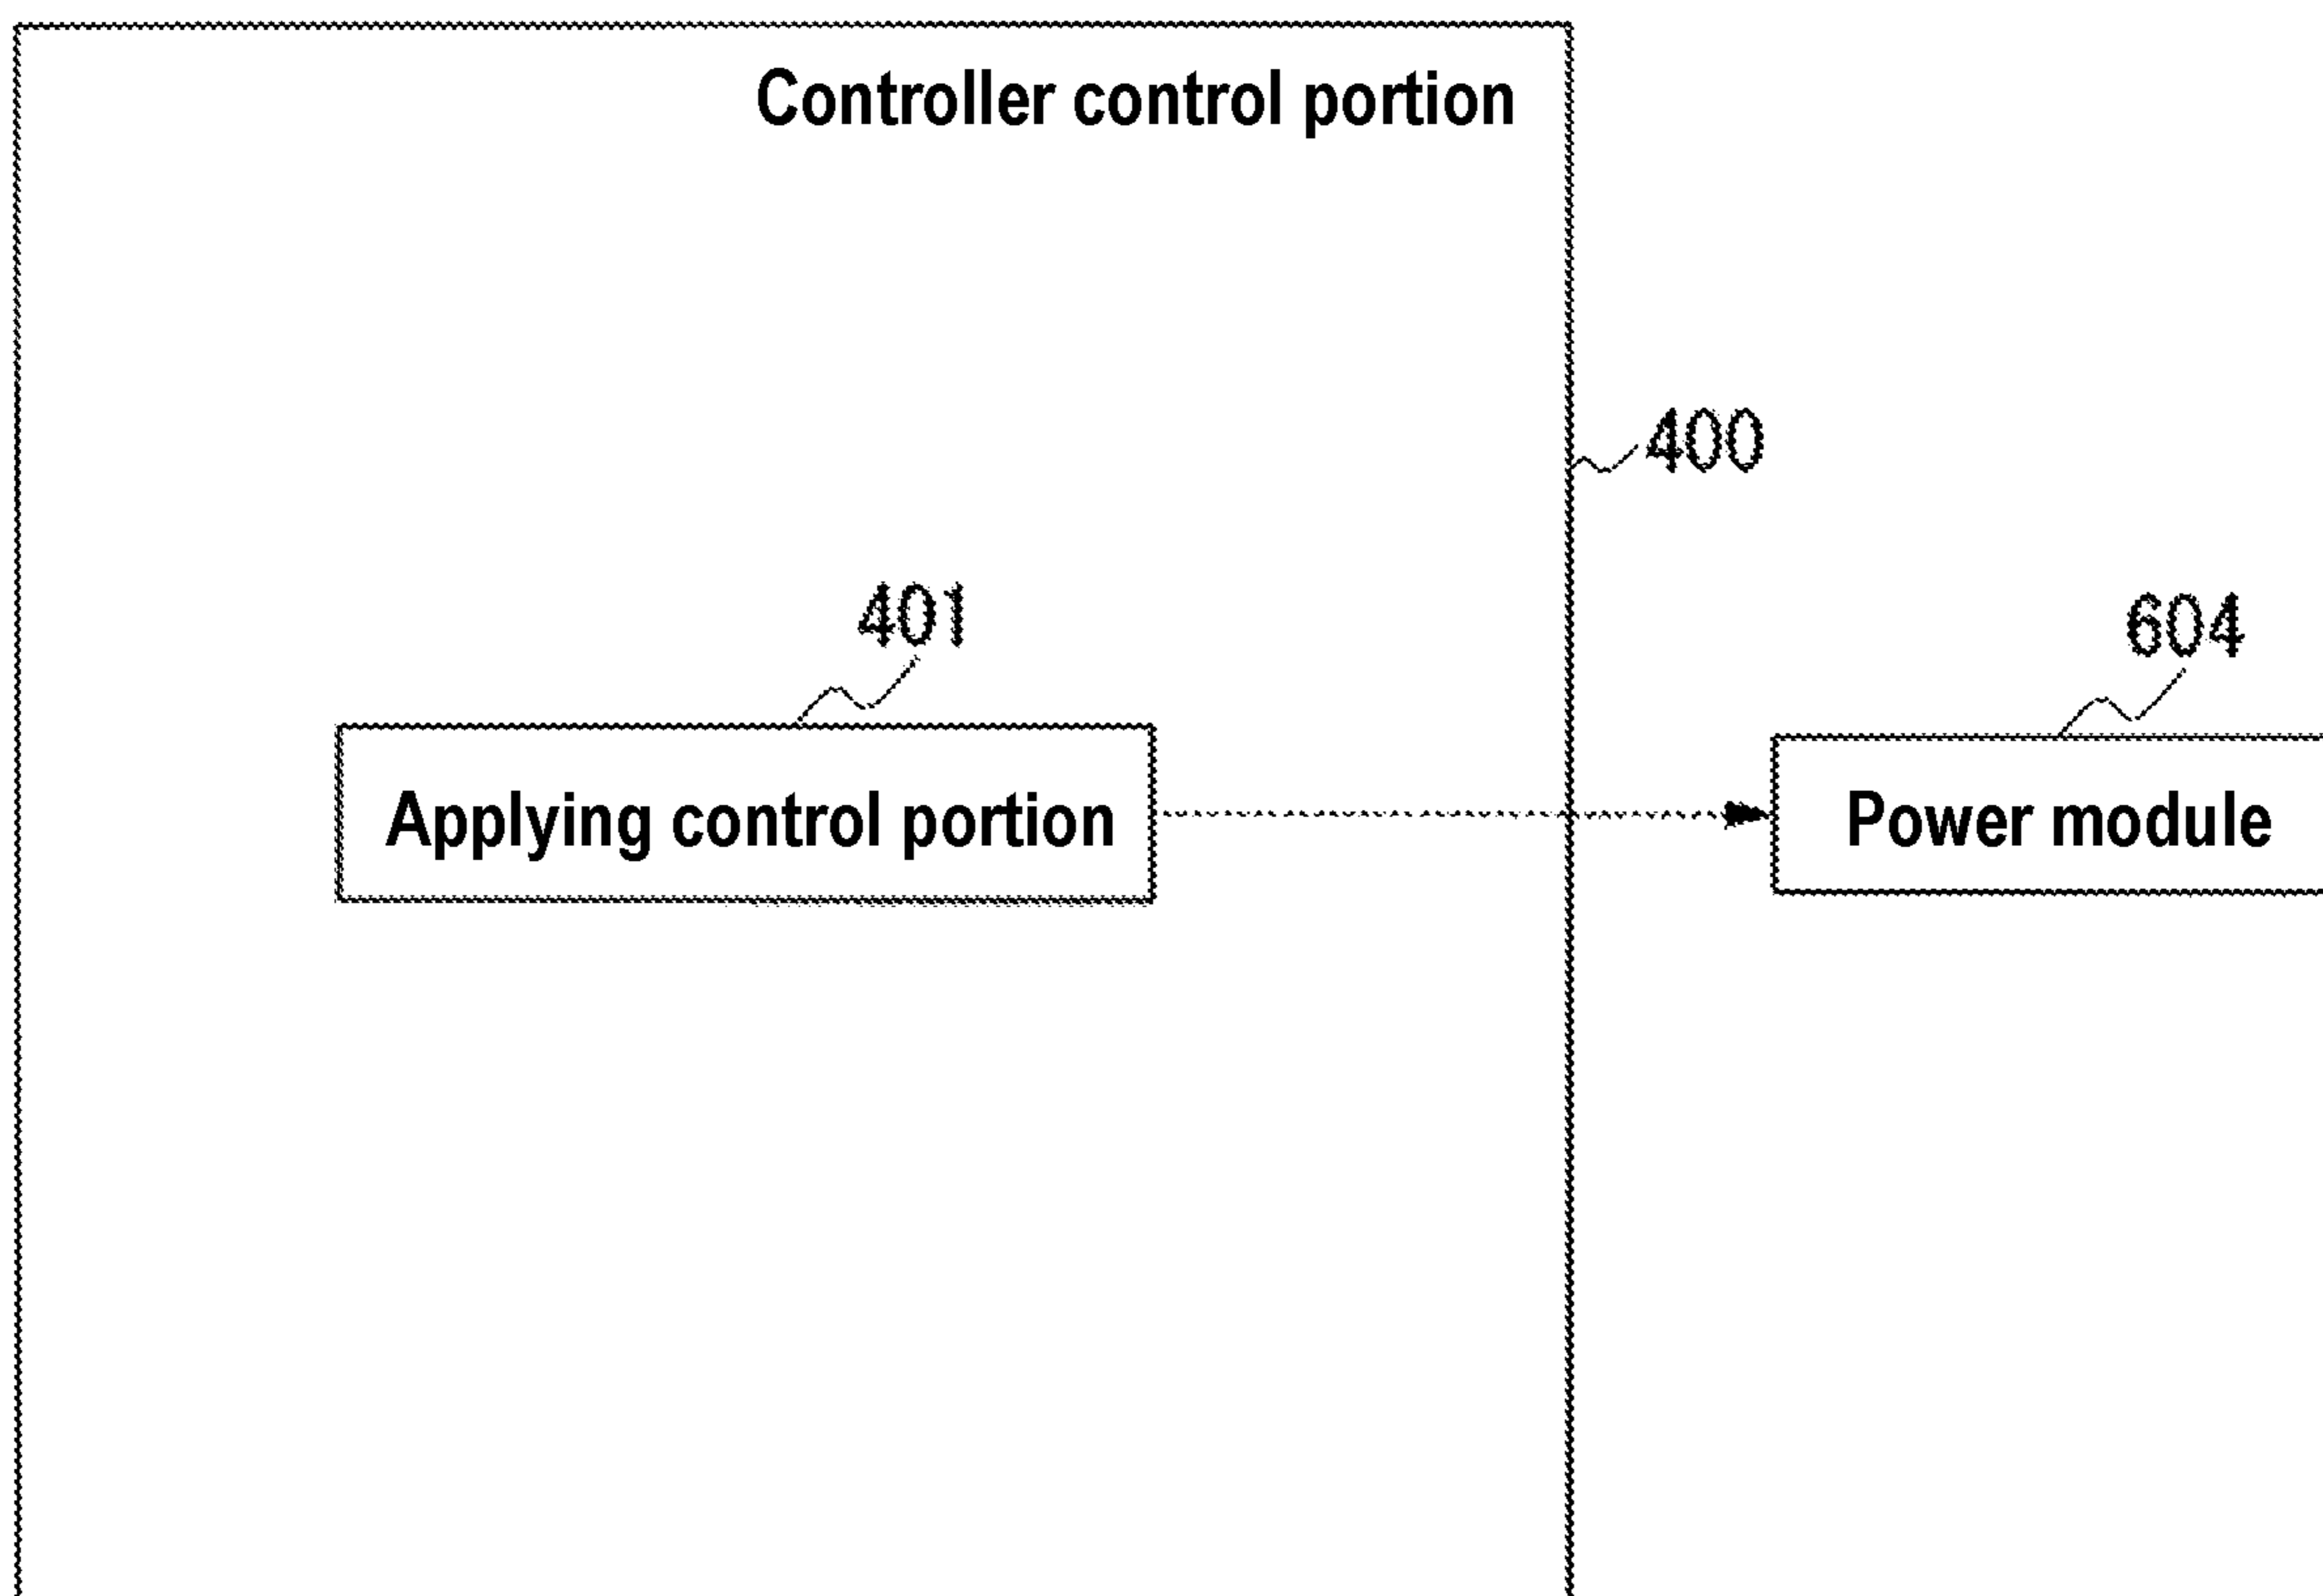 Controller control portion
400
401
604
Applying control portion
Power module